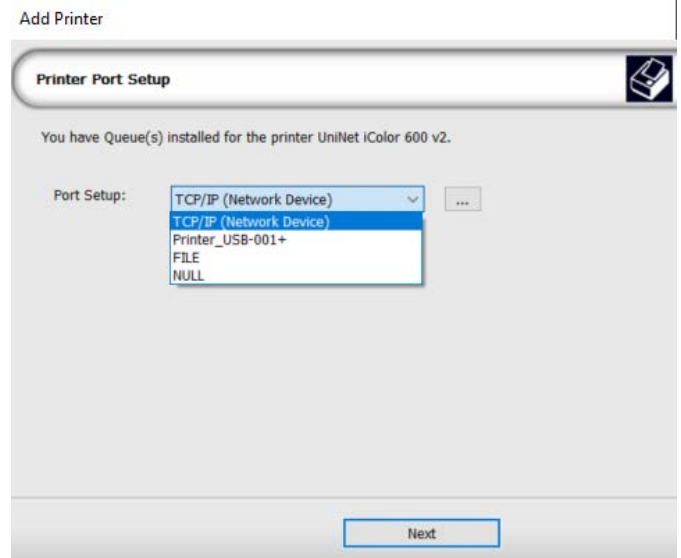 Add Printer
Printer Port Setup
You have Queue(s) installed for the printer UniNet iColor 600 v2.
Port Setup: TCP/IP (Network Device) ...
TCP/IP (Network Device)
Printer_USB-001+
FILE
NULL
Next